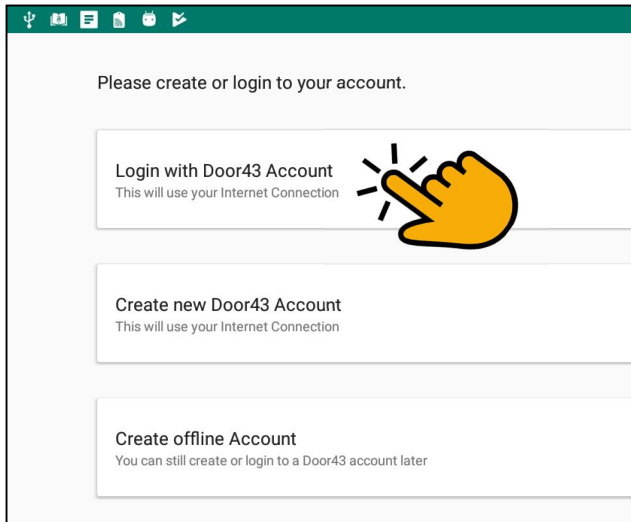 Please create or login to your account.
Login with Door43 Account
This will use your Internet Connection
Create new Door43 Account
This will use your Internet Connection
Create offline Account
You can still create or login to a Door43 account later